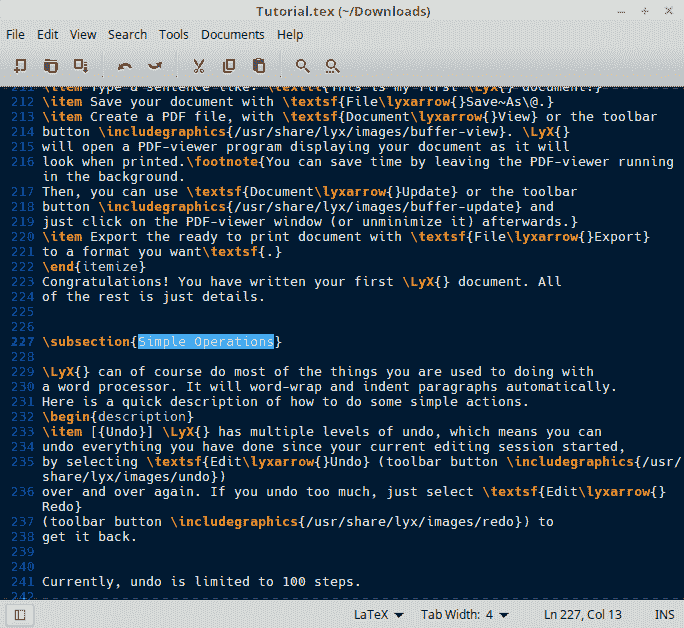 Tutorial.tex (~/Downloads)
File Edit View Search Tools Documents Help
211 \item Type a sentence like: \textit{This is my first \LyX{} document!}
212 \item Save your document with \textsf{File\lyxarrow{}Save~As\@.}
213 \item Create a PDF file, with \textsf{Document\lyxarrow{}View} or the toolbar
214 button \includegraphics{/usr/share/lyx/images/buffer-view}. \LyX{}
215 will open a PDF-viewer program displaying your document as it will
216 look when printed.\footnote{You can save time by leaving the PDF-viewer running
in the background.
217 Then, you can use \textsf{Document\lyxarrow{}Update} or the toolbar
218 button \includegraphics{/usr/share/lyx/images/buffer-update} and
219 just click on the PDF-viewer window (or unminimize it) afterwards.}
220 \item Export the ready to print document with \textsf{File\lyxarrow{}Export}
221 to a format you want\textsf{.}
222 \end{itemize}
223 Congratulations! You have written your first \LyX{} document. All
224 of the rest is just details.
225
226
227 \subsection{Simple Operations}
228
229 \LyX{} can of course do most of the things you are used to doing with
230 a word processor. It will word-wrap and indent paragraphs automatically.
231 Here is a quick description of how to do some simple actions.
232 \begin{description}
233 \item [{Undo}] \LyX{} has multiple levels of undo, which means you can
234 undo everything you have done since your current editing session started,
235 by selecting \textsf{Edit\lyxarrow{}Undo} (toolbar button \includegraphics{/usr/
share/lyx/images/undo})
236 over and over again. If you undo too much, just select \textsf{Edit\lyxarrow{}
Redo}
237 (toolbar button \includegraphics{/usr/share/lyx/images/redo}) to
238 get it back.
239
240
241 Currently, undo is limited to 100 steps.
242
LaTeX Tab Width: 4 Ln 227, Col 13 INS